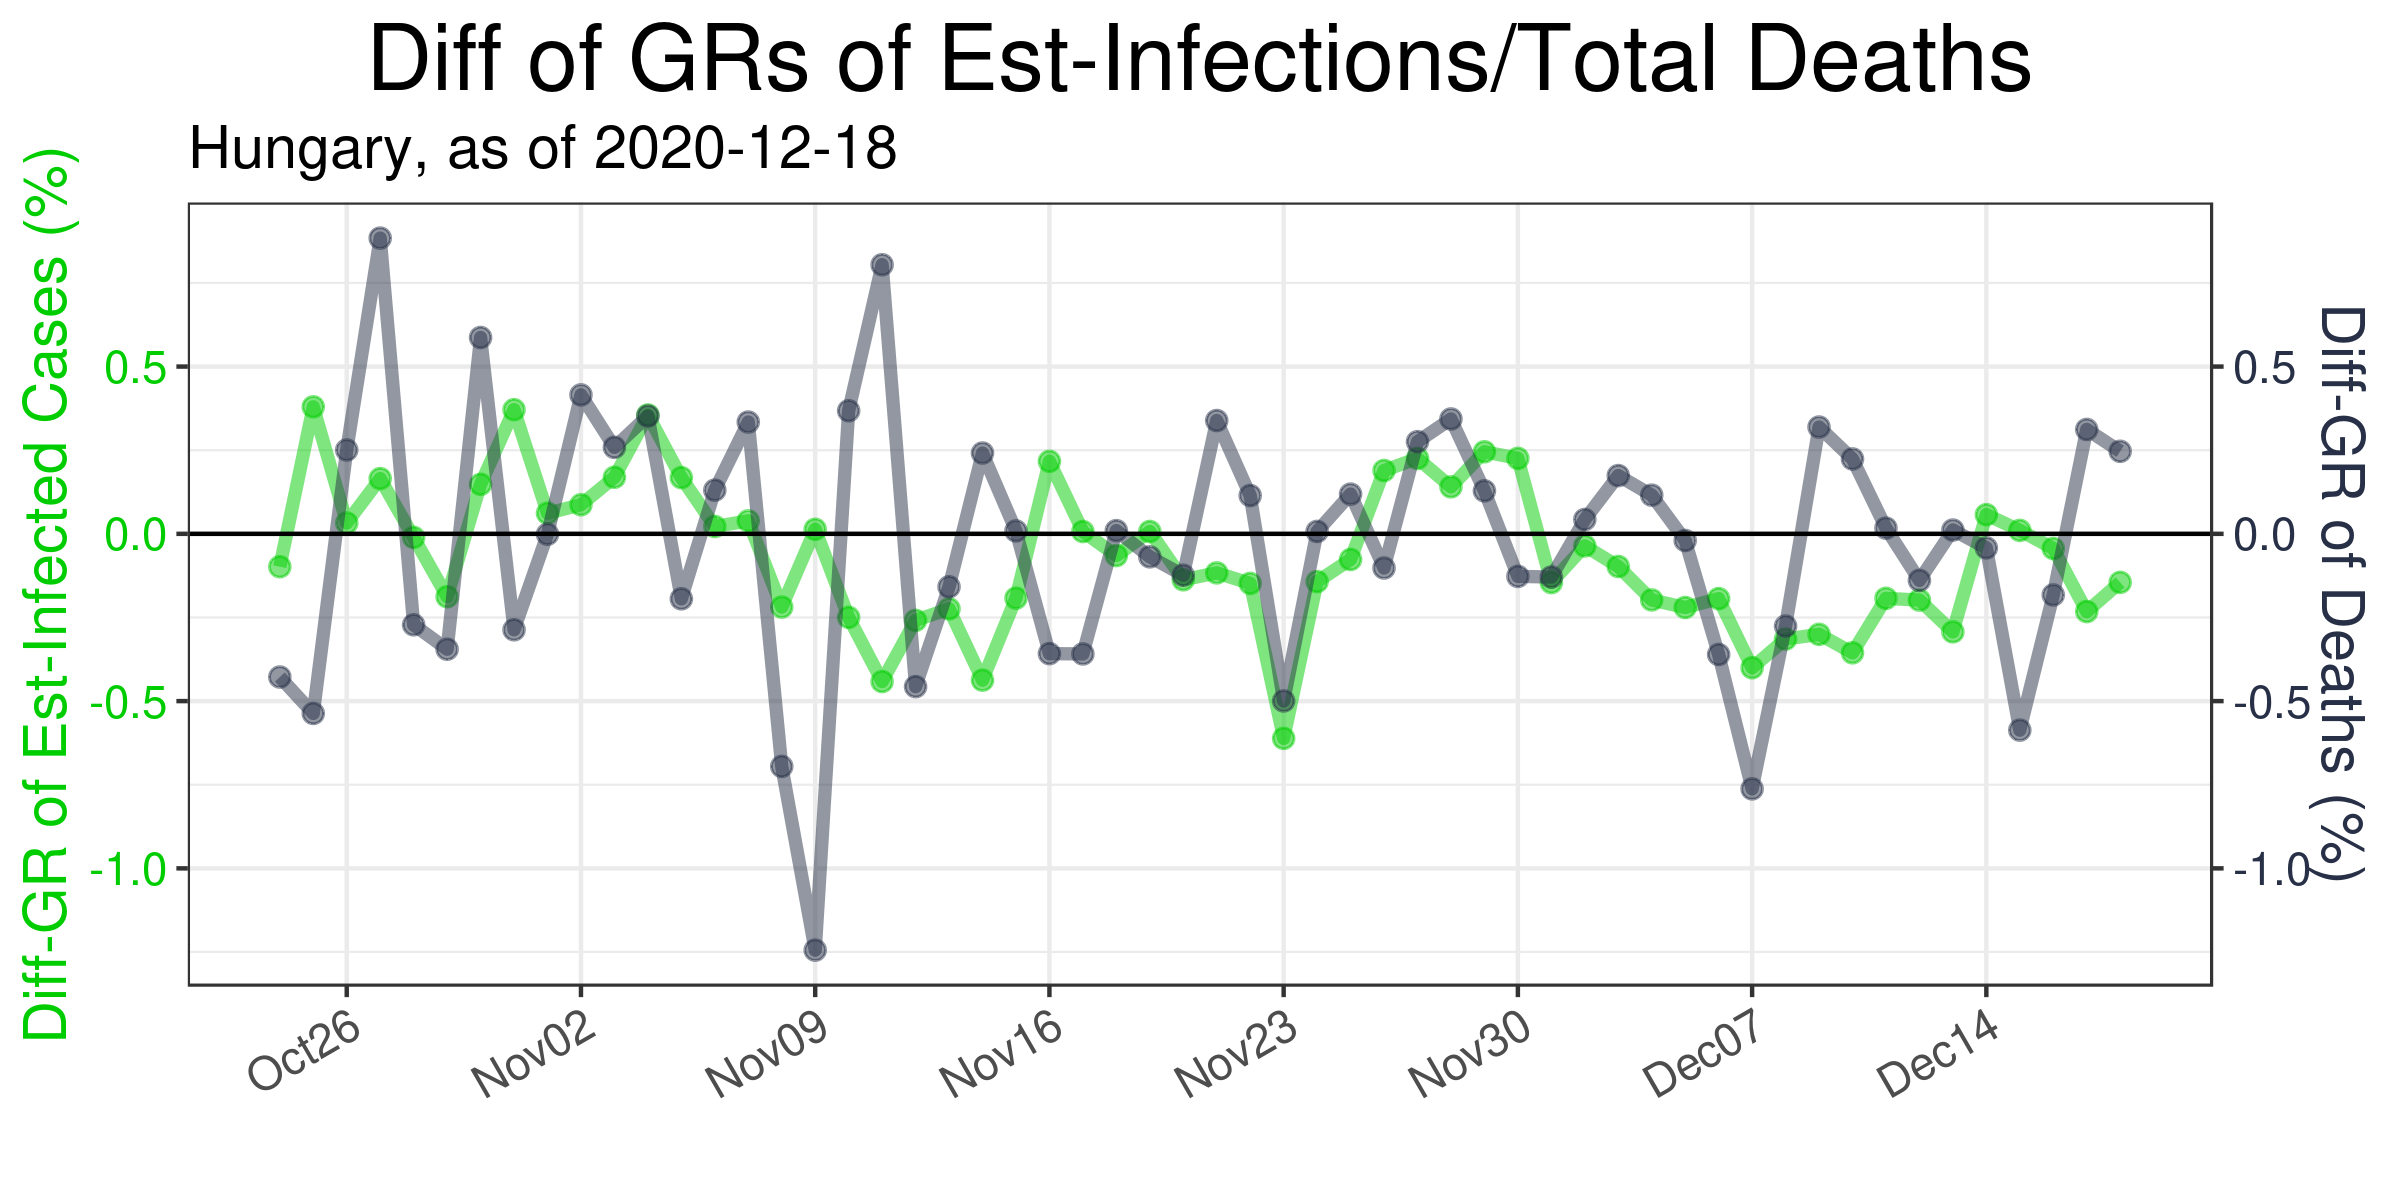 Diff of GRs of Est-Infections/Total Deaths
Hungary, as of 2020-12-18
Diff-GR of Est-Infected Cases (%)
0.5
0.0
-0.5
-1.0
0.5
0.0
-0.5
-1.0
Diff-GR of Deaths (%)
Oct26
Nov02
Nov09
Nov16
Nov23
Nov30
Dec07
Dec14